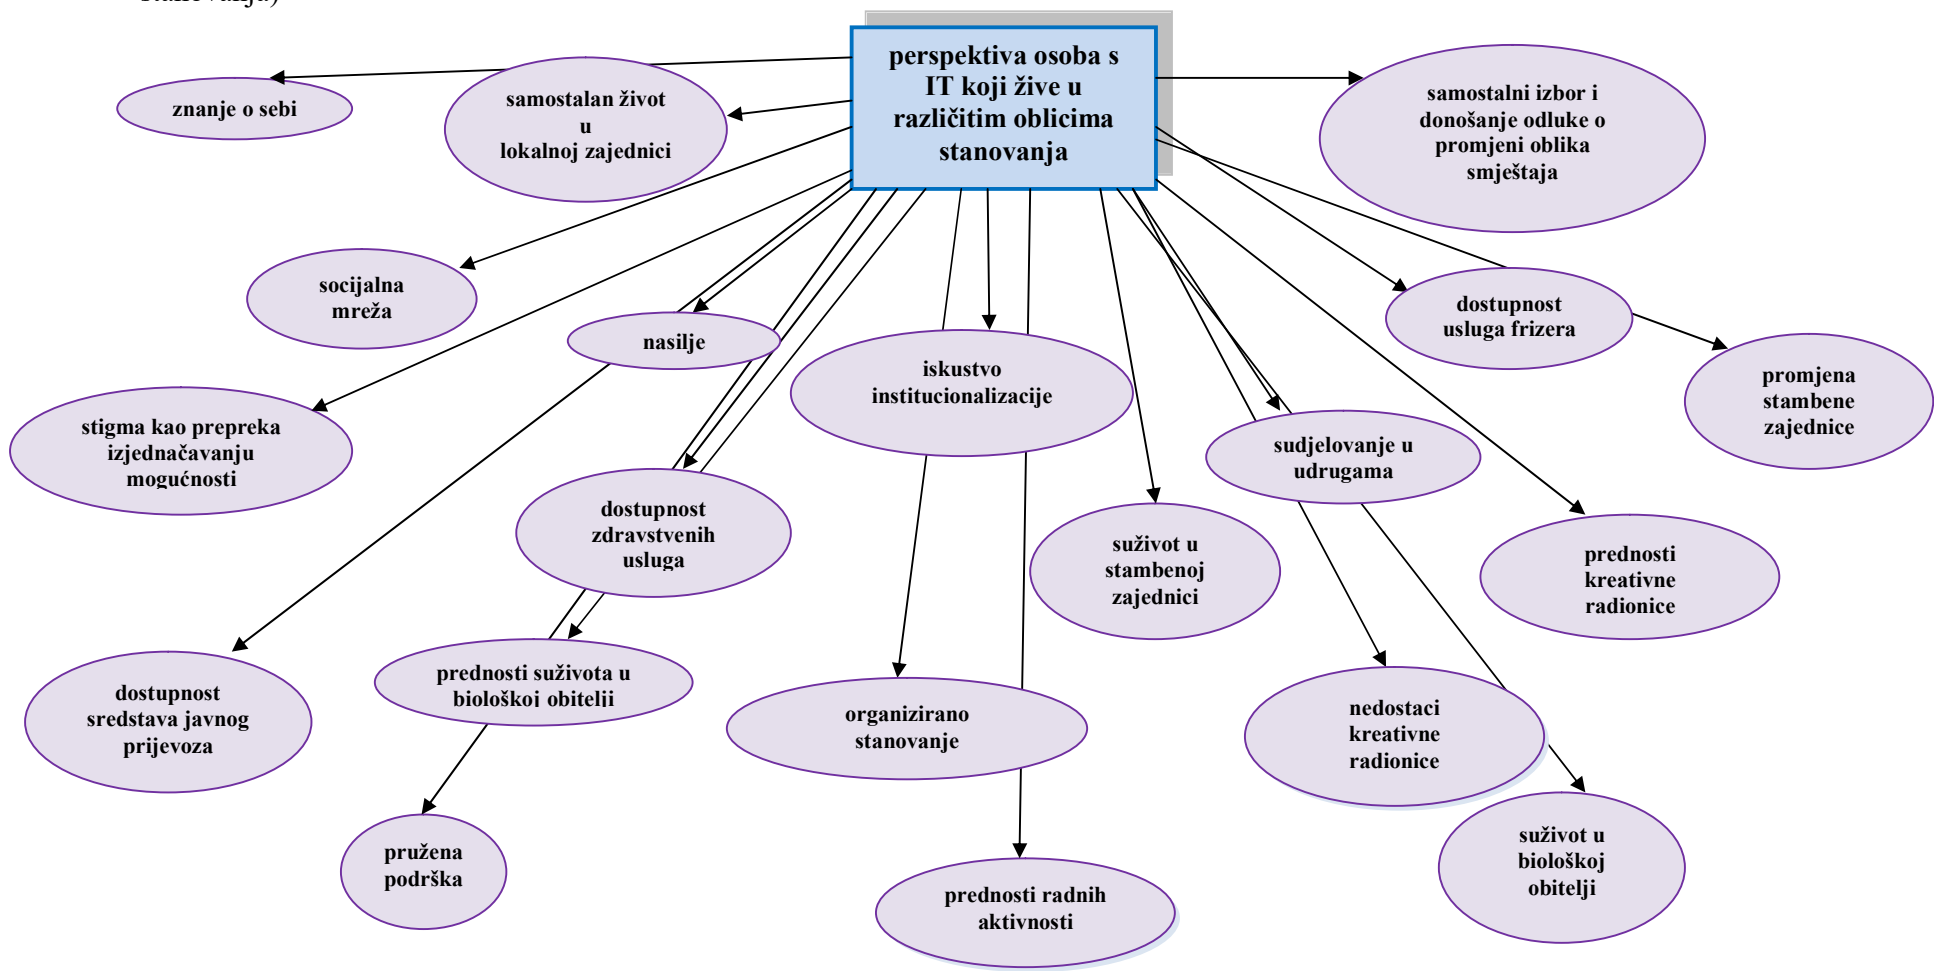 stanovanja)
perspektiva osoba s
IT koji žive u
različitim oblicima
stanovanja
znanje o sebi
samostalan život
u
lokalnoj zajednici
samostalni izbor i
donošanje odluke o
promjeni oblika
smještaja
socijalna
mreža
nasilje
iskustvo
institucionalizacije
dostupnost
usluga frizera
promjena
stambene
zajednice
stigma kao prepreka
izjednačavanju
mogućnosti
sudjelovanje u
udrugama
dostupnost
zdravstvenih
usluga
suživot u
stambenoj
zajednici
prednosti
kreativne
radionice
dostupnost
sredstava javnog
prijevoza
prednosti suživota u
biološkoj obitelji
organizirano
stanovanje
nedostaci
kreativne
radionice
pružena
podrška
prednosti radnih
aktivnosti
suživot u
biološkoj
obitelji